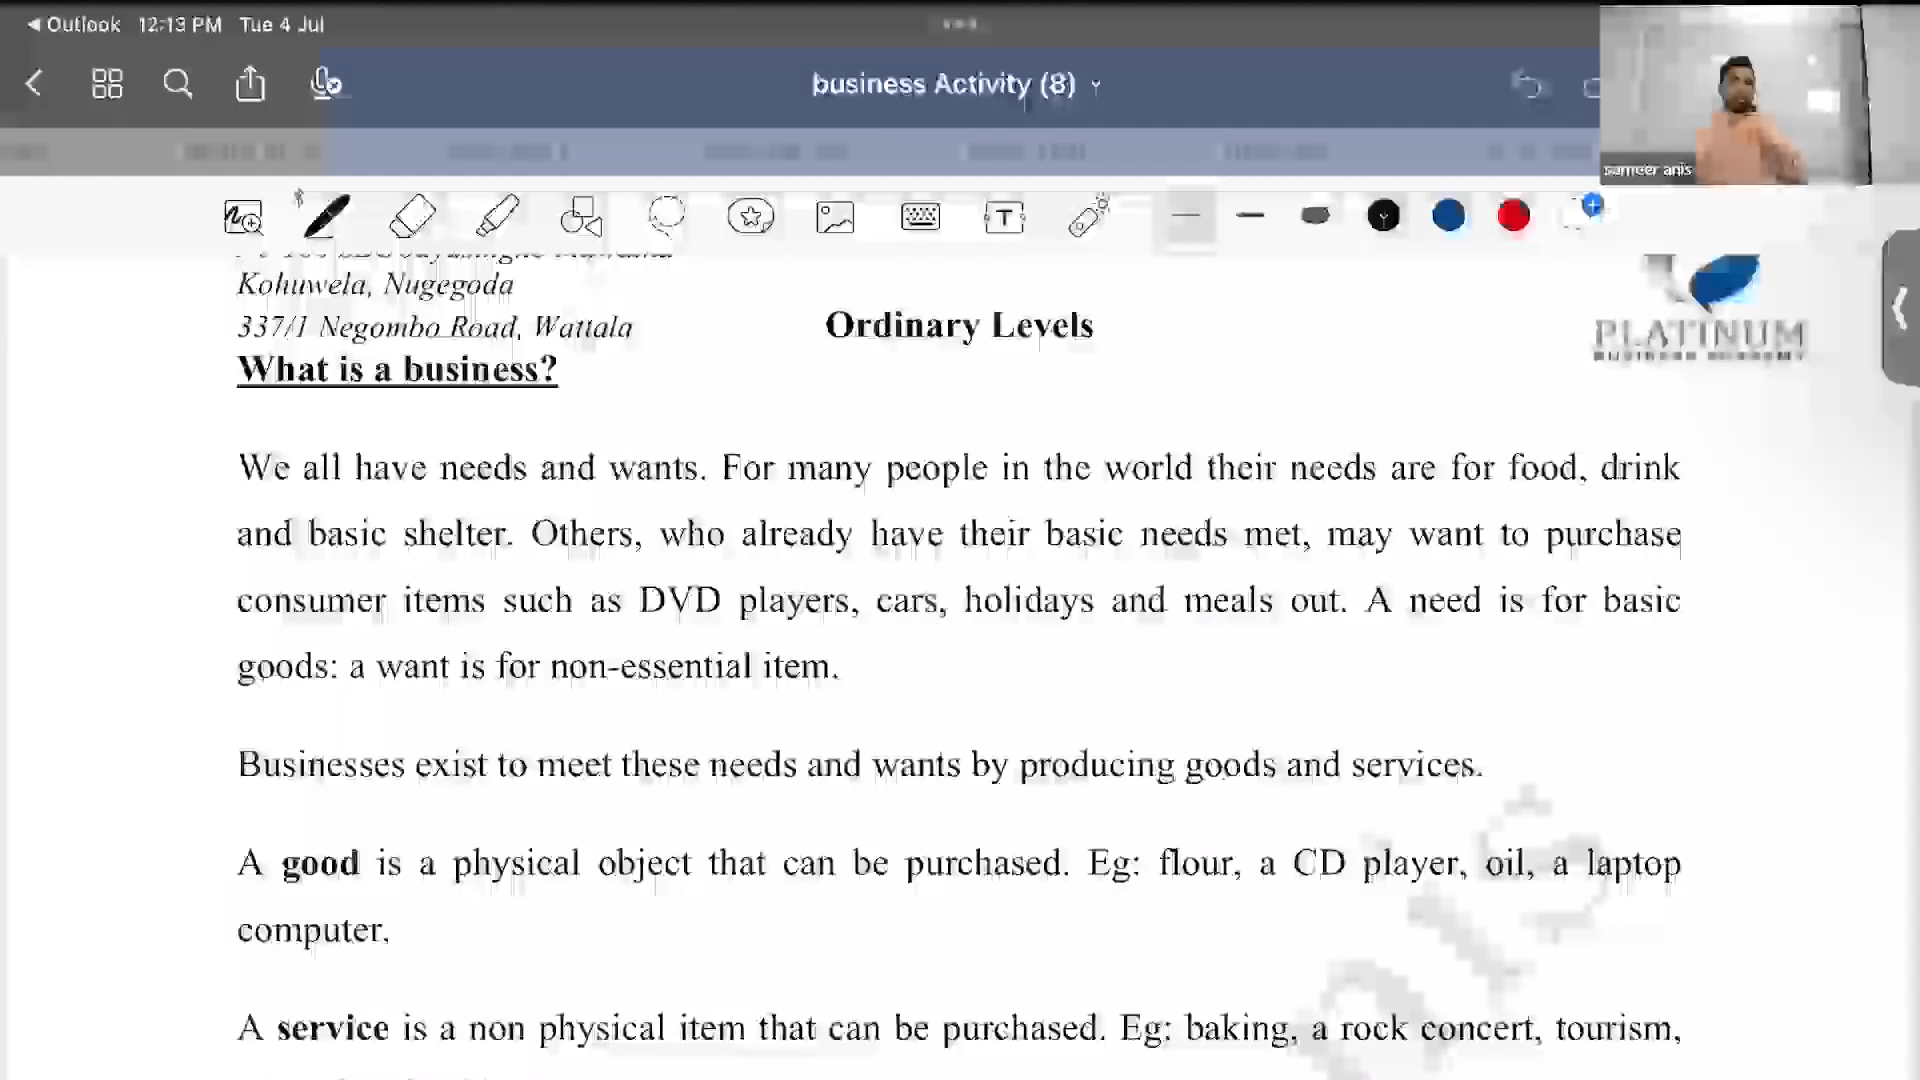 Outlook 12:13 PM Tue 4 Jul
business Activity (8)
sameer anis
Kohuwela, Nugegoda
337/1 Negombo Road, Wattala
Ordinary Levels
PLATINUM
BUSINESS ACADEMY
What is a business?
We all have needs and wants. For many people in the world their needs are for food, drink
and basic shelter. Others, who already have their basic needs met, may want to purchase
consumer items such as DVD players, cars, holidays and meals out. A need is for basic
goods: a want is for non-essential item.
Businesses exist to meet these needs and wants by producing goods and services.
A good is a physical object that can be purchased. Eg: flour, a CD player, oil, a laptop
computer.
A service is a non physical item that can be purchased. Eg: baking, a rock concert, tourism,